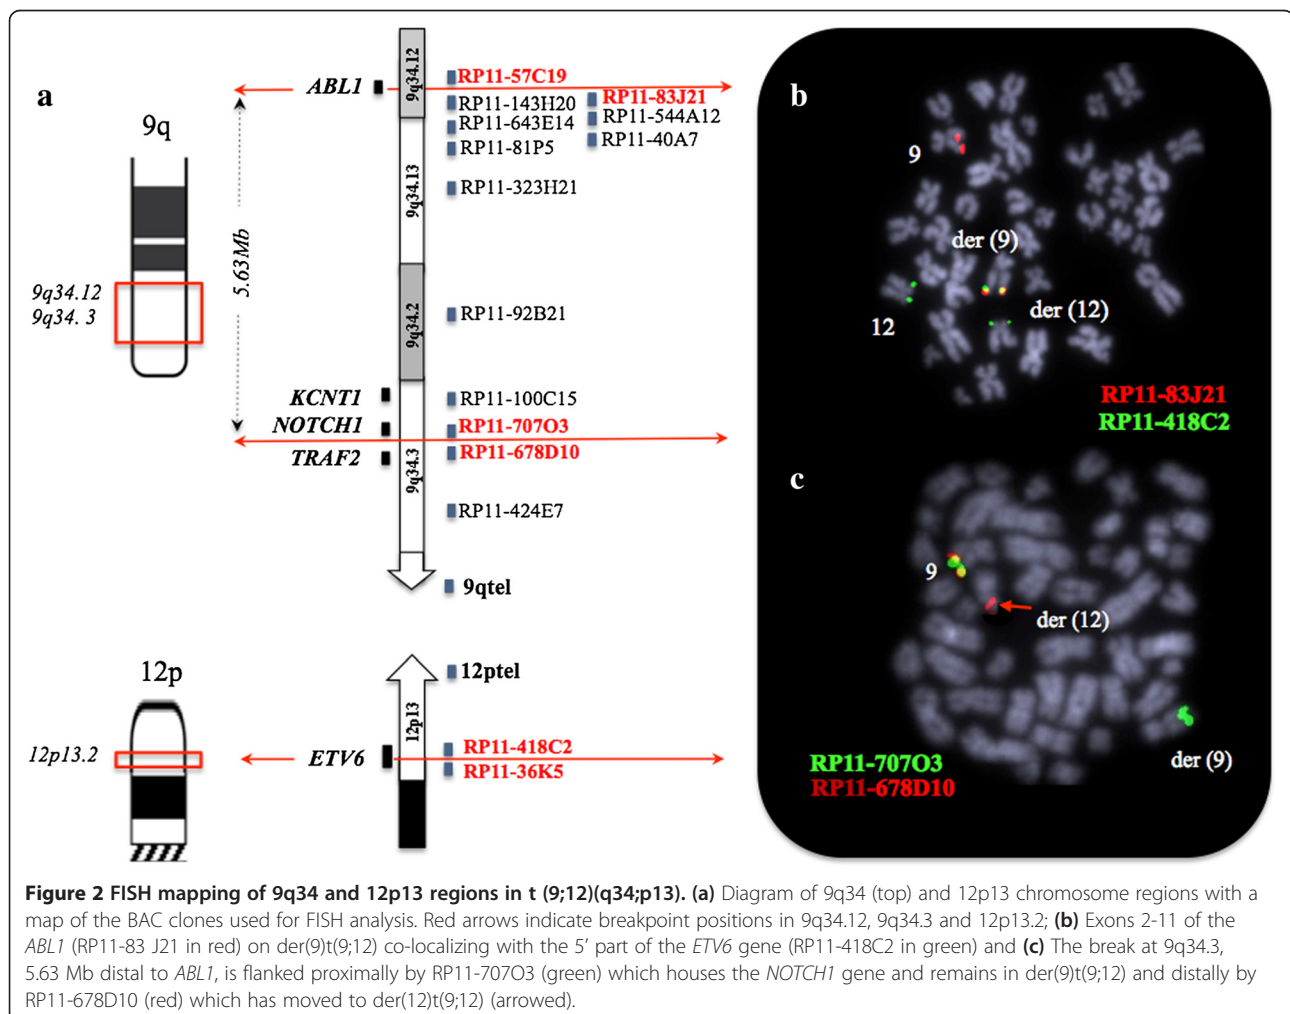 a
9q
9q34.12
9q34. 3
5.63Mb
ABL1
KCNT1
NOTCH1
TRAF2
9q34.12
9q34.13
9q34.2
9q34.3
RP11-57C19
RP11-143H20
RP11-643E14
RP11-81P5
RP11-83J21
RP11-544A12
RP11-40A7
RP11-323H21
RP11-92B21
RP11-100C15
RP11-707O3
RP11-678D10
RP11-424E7
9qtel
12p
12p13.2
ETV6
12p13
12ptel
RP11-418C2
RP11-36K5
b
9
der (9)
12
der (12)
RP11-83J21
RP11-418C2
c
9
der (12)
RP11-707O3
RP11-678D10
der (9)
Figure 2 FISH mapping of 9q34 and 12p13 regions in t (9;12)(q34;p13). (a) Diagram of 9q34 (top) and 12p13 chromosome regions with a
map of the BAC clones used for FISH analysis. Red arrows indicate breakpoint positions in 9q34.12, 9q34.3 and 12p13.2; (b) Exons 2-11 of the
ABL1 (RP11-83 J21 in red) on der(9)t(9;12) co-localizing with the 5’ part of the ETV6 gene (RP11-418C2 in green) and (c) The break at 9q34.3,
5.63 Mb distal to ABL1, is flanked proximally by RP11-707O3 (green) which houses the NOTCH1 gene and remains in der(9)t(9;12) and distally by
RP11-678D10 (red) which has moved to der(12)t(9;12) (arrowed).